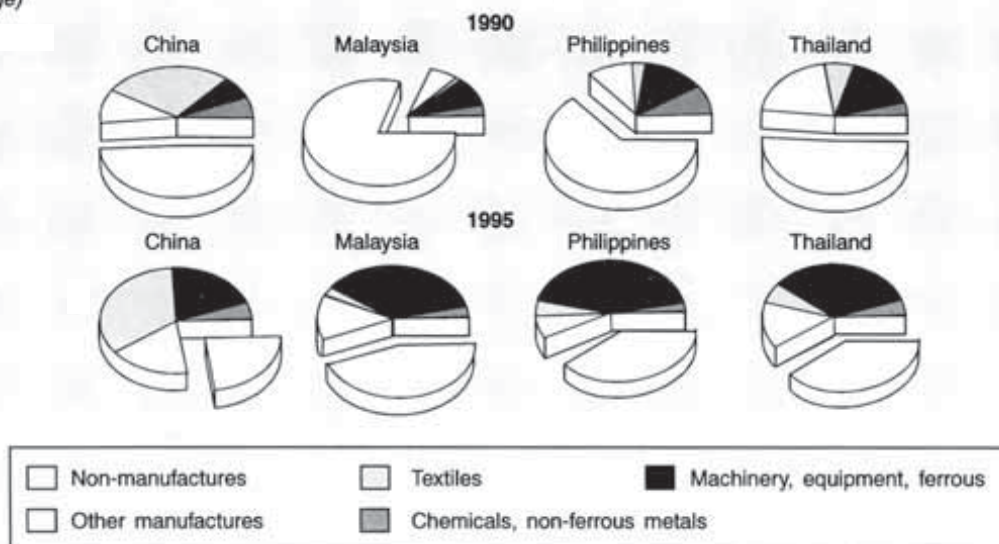 1990
China Malaysia Philippines Thailand
1995
China Malaysia Philippines Thailand
Non-manufactures Textiles Machinery, equipment, ferrous
Other manufactures Chemicals, non-ferrous metals